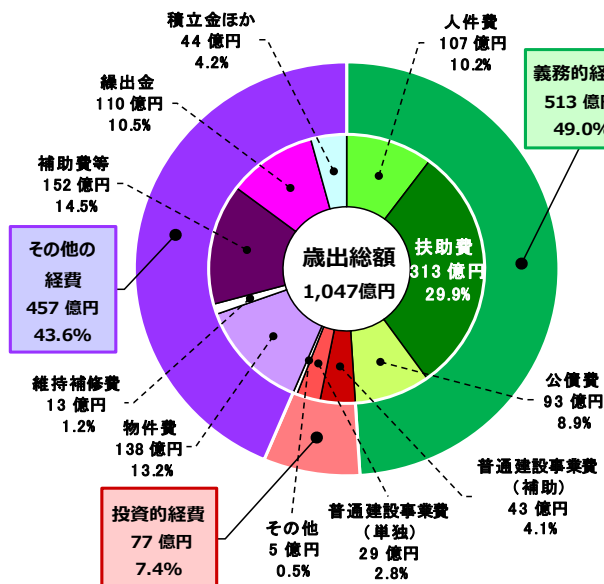 積立金ほか
44 億円
4.2%
人件費
107 億円
10.2%
義務的経
513 億円
49.0%
繰出金
110 億円
10.5%
補助費等
152 億円
14.5%
扶助費
313 億円
29.9%
歳出総額
1,047億円
その他の
経費
457 億円
43.6%
維持補修費
13 億円
1.2%
物件費
138 億円
13.2%
公債費
93 億円
8.9%
普通建設事業費
(補助)
43 億円
4.1%
普通建設事業費
(単独)
29 億円
2.8%
その他
5 億円
0.5%
投資的経費
77 億円
7.4%